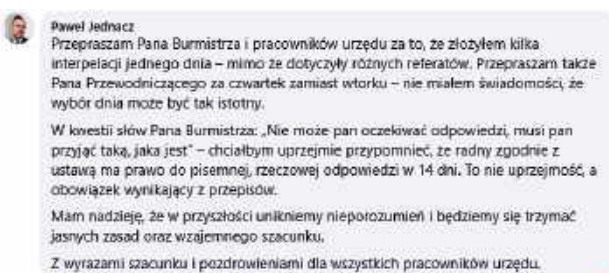 Paweł Jednacz
Przepraszam Pana Burmistrza i pracowników urzędu za to, że złożyłem kilka
interpelacji jednego dnia – mimo że dotyczyły różnych referatów. Przepraszam także
Pana Przewodniczącego za czwartek zamiast wtorku – nie miałem świadomości, że
wybór dnia może być tak istotny.
W kwestii słów Pana Burmistrza: „Nie może pan oczekiwać odpowiedzi, musi pan
przyjąć taką, jaka jest" – chciałbym uprzejmie przypomnieć, że radny zgodnie z
ustawą ma prawo do pisemnej, rzeczowej odpowiedzi w 14 dni. To nie uprzejmość, a
obowiązek wynikający z przepisów.
Mam nadzieję, że w przyszłości unikniemy nieporozumień i będziemy się trzymać
jasnych zasad oraz wzajemnego szacunku.
Z wyrazami szacunku i pozdrowieniami dla wszystkich pracowników urzędu.